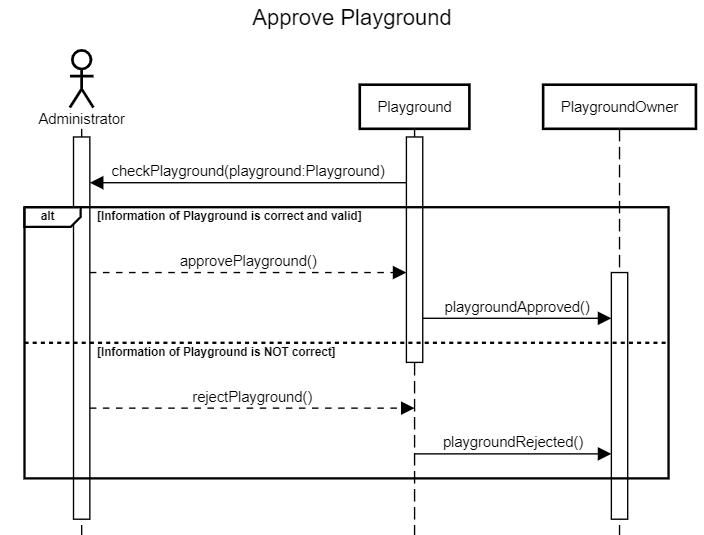 Approve Playground
Administrator
Playground
PlaygroundOwner
checkPlayground(playground:Playground)
alt
[Information of Playground is correct and valid]
approvePlayground()
playgroundApproved()
[Information of Playground is NOT correct]
rejectPlayground()
playgroundRejected()